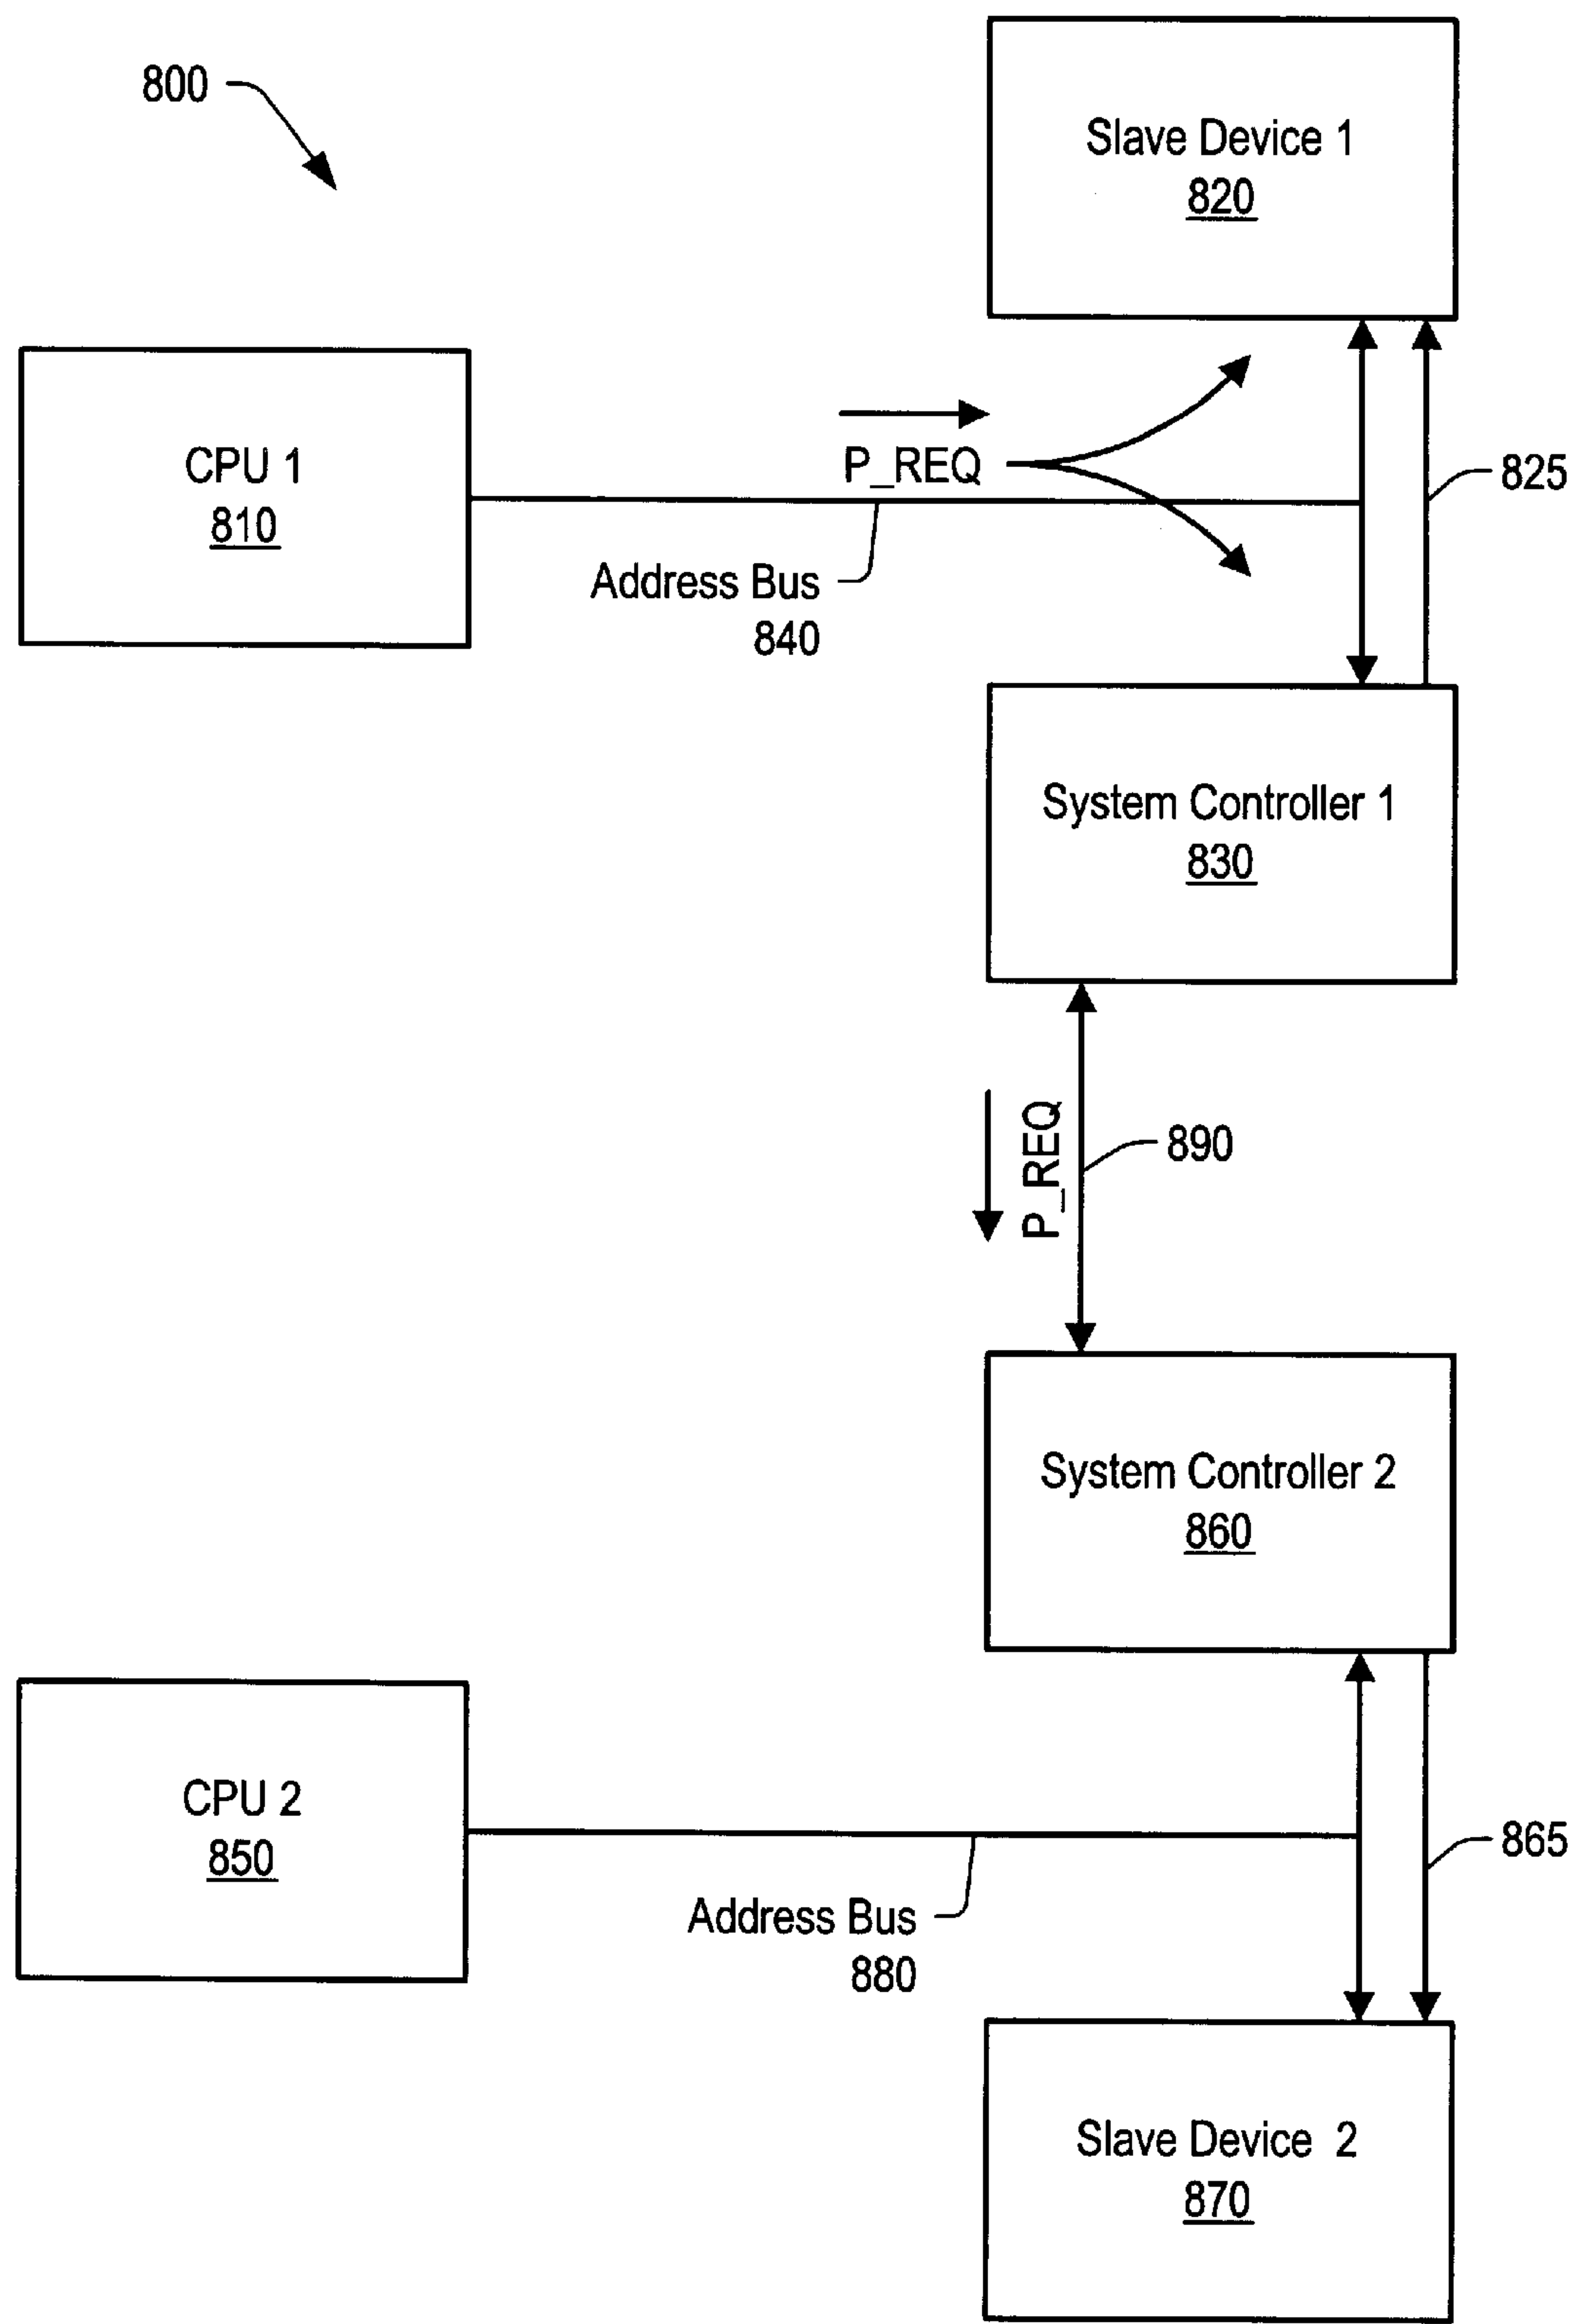 800
Slave Device 1
820
CPU 1
810
P_REQ
825
Address Bus
840
System Controller 1
830
P_REQ
890
System Controller 2
860
CPU 2
850
865
Address Bus
880
Slave Device 2
870